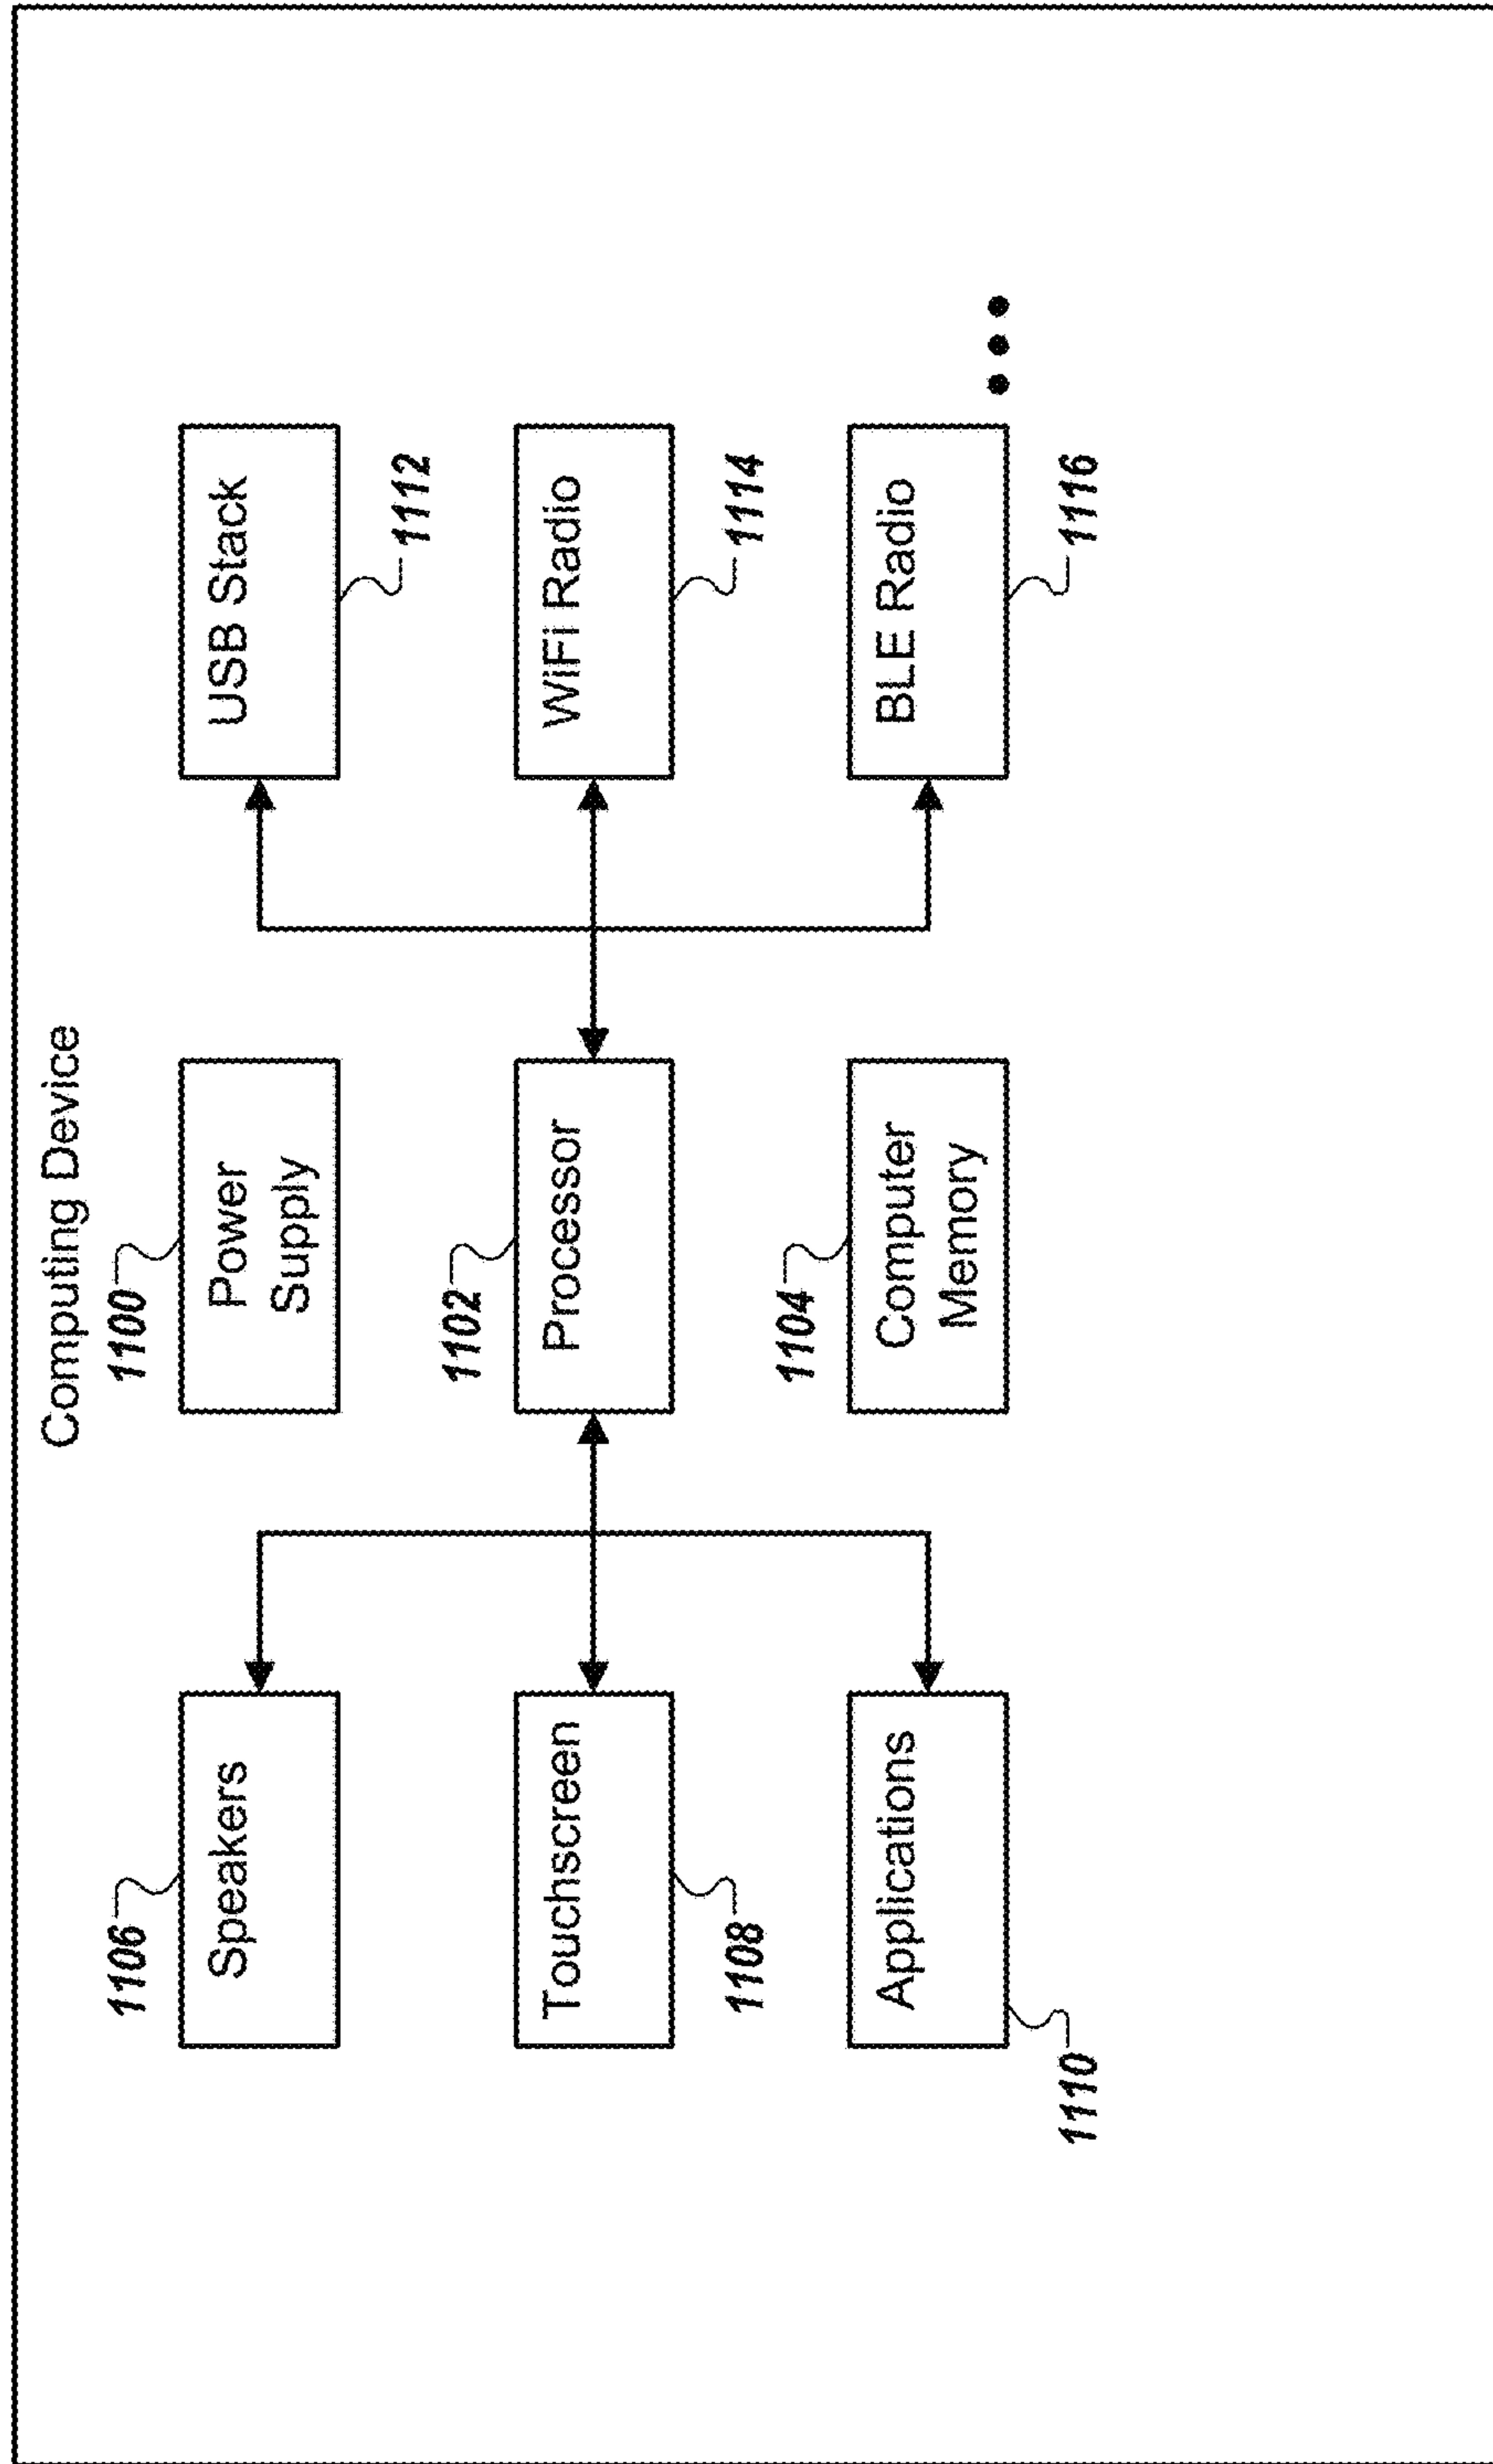 Computing Device
1106
Speakers
1100
Power
Supply
USB Stack
1112
1102
Touchscreen
1108
Processor
WiFi Radio
1114
1104
Applications
1110
Computer
Memory
BLE Radio
1116